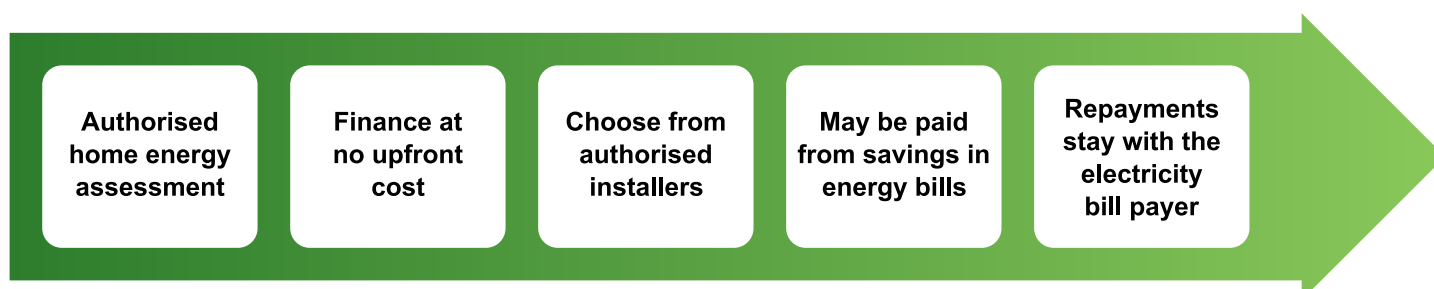 Authorised
home energy
assessment
Finance at
no upfront
cost
Choose from
authorised
installers
May be paid
from savings in
energy bills
Repayments
stay with the
electricity
bill payer